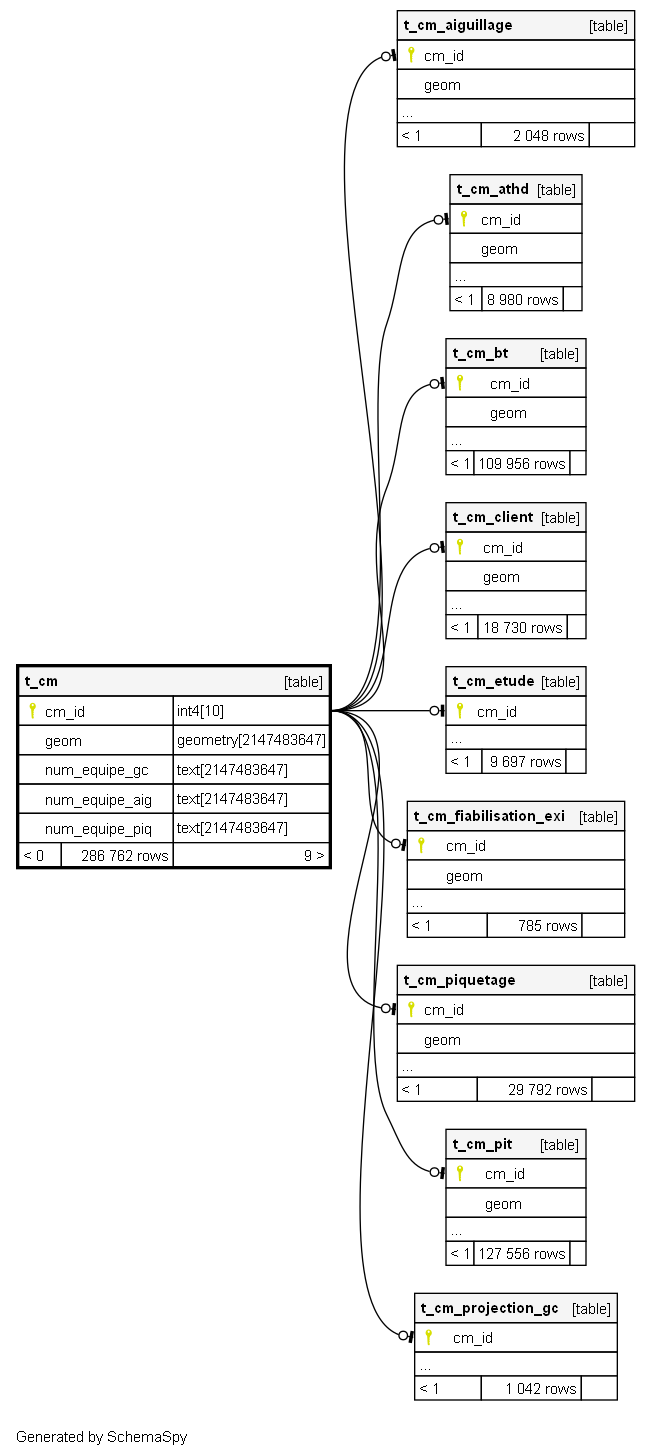 t_cm_aiguillage [table]
cm_id
geom
...
< 1 2 048 rows
t_cm_athd [table]
cm_id
geom
...
< 1 8 980 rows
t_cm_bt [table]
cm_id
geom
...
< 1 109 956 rows
t_cm_client [table]
cm_id
geom
...
< 1 18 730 rows
t_cm [table]
cm_id int4[10]
geom geometry[2147483647]
num_equipe_gc text[2147483647]
num_equipe_aig text[2147483647]
num_equipe_piq text[2147483647]
< 0 286 762 rows 9 >
t_cm_etude [table]
cm_id
...
< 1 9 697 rows
t_cm_fiabilisation_exi [table]
cm_id
geom
...
< 1 785 rows
t_cm_piquetage [table]
cm_id
geom
...
< 1 29 792 rows
t_cm_pit [table]
cm_id
geom
...
< 1 127 556 rows
t_cm_projection_gc [table]
cm_id
...
< 1 1 042 rows
Generated by SchemaSpy